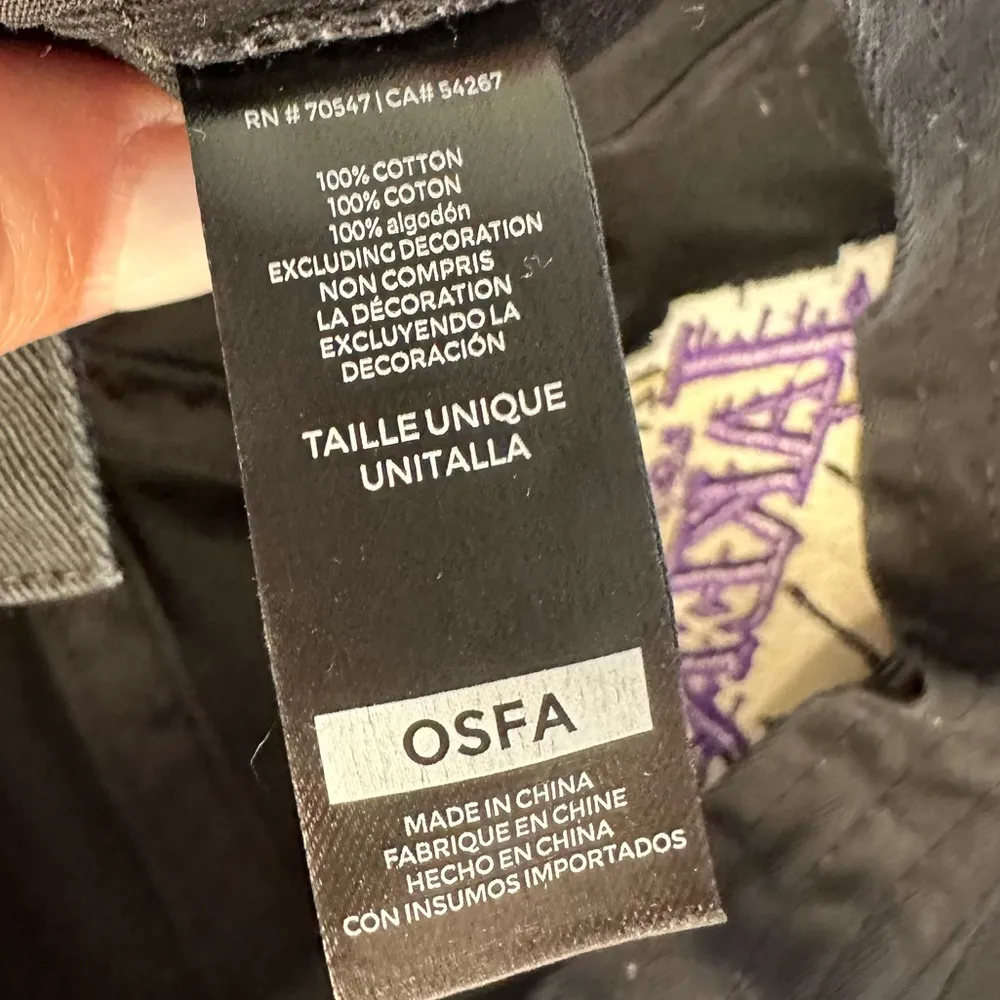 RN # 70547 | CA# 54267
100% COTTON
100% COTON
100% algodón
EXCLUDING DECORATION
NON COMPRIS
LA DÉCORATION
EXCLUYENDO LA
DECORACIÓN
TAILLE UNIQUE
UNITALLA
OSFA
MADE IN CHINA
FABRIQUE EN CHINE
HECHO EN CHINA
CON INSUMOS IMPORTADOS